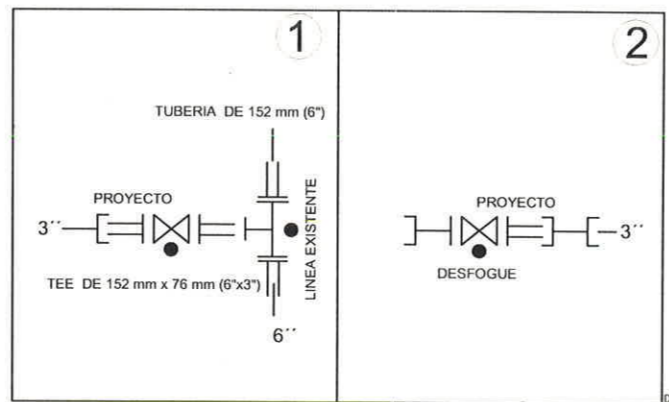 1
TUBERIA DE 152 mm (6")
PROYECTO
3´´
LINEA EXISTENTE
TEE DE 152 mm x 76 mm (6"x3")
6´´
2
PROYECTO
3´´
DESFOGUE